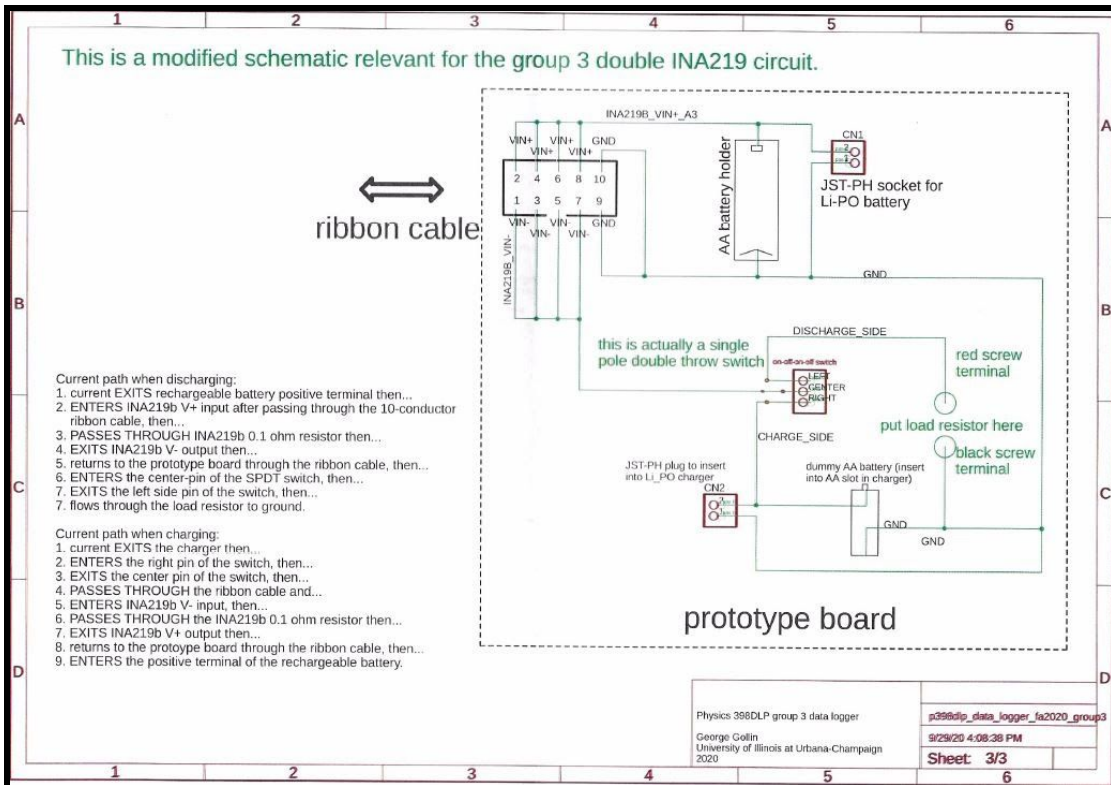 1 2 3 4 5 6
This is a modified schematic relevant for the group 3 double INA219 circuit.
A
A
INA219B_VIN+_A3
VIN+ VIN+ GND
VIN+ VIN+
2 4 6 8 10
1 3 5 7 9
VIN- VIN- GND
VIN- VIN-
INA219B_VIN-
ribbon cable
AA battery holder
CN1
2
1
JST-PH socket for
Li-PO battery
GND
B
B
DISCHARGE_SIDE
this is actually a single
pole double throw switch
on-off-on-off switch
LEFT
CENTER
RIGHT
red screw
terminal
put load resistor here
black screw
terminal
CHARGE_SIDE
JST-PH plug to insert
into Li_PO charger
CN2
dummy AA battery (insert
into AA slot in charger)
GND
GND
prototype board
Current path when discharging:
1. current EXITS rechargeable battery positive terminal then...
2. ENTERS INA219b V+ input after passing through the 10-conductor
ribbon cable, then...
3. PASSES THROUGH INA219b 0.1 ohm resistor then...
4. EXITS INA219b V- output then...
5. returns to the prototype board through the ribbon cable, then...
6. ENTERS the center-pin of the SPDT switch, then...
7. EXITS the left side pin of the switch, then...
7. flows through the load resistor to ground.
Current path when charging:
1. current EXITS the charger then...
2. ENTERS the right pin of the switch, then...
3. EXITS the center pin of the switch, then...
4. PASSES THROUGH the ribbon cable and...
5. ENTERS INA219b V- input, then...
6. PASSES THROUGH the INA219b 0.1 ohm resistor then...
7. EXITS INA219b V+ output then...
8. returns to the protoype board through the ribbon cable, then...
9. ENTERS the positive terminal of the rechargeable battery.
C
C
D
D
Physics 398DLP group 3 data logger
George Gollin
University of Illinois at Urbana-Champaign
2020
p398dlp_data_logger_fa2020_group3
9/29/20 4:08:38 PM
Sheet: 3/3
1 2 3 4 5 6